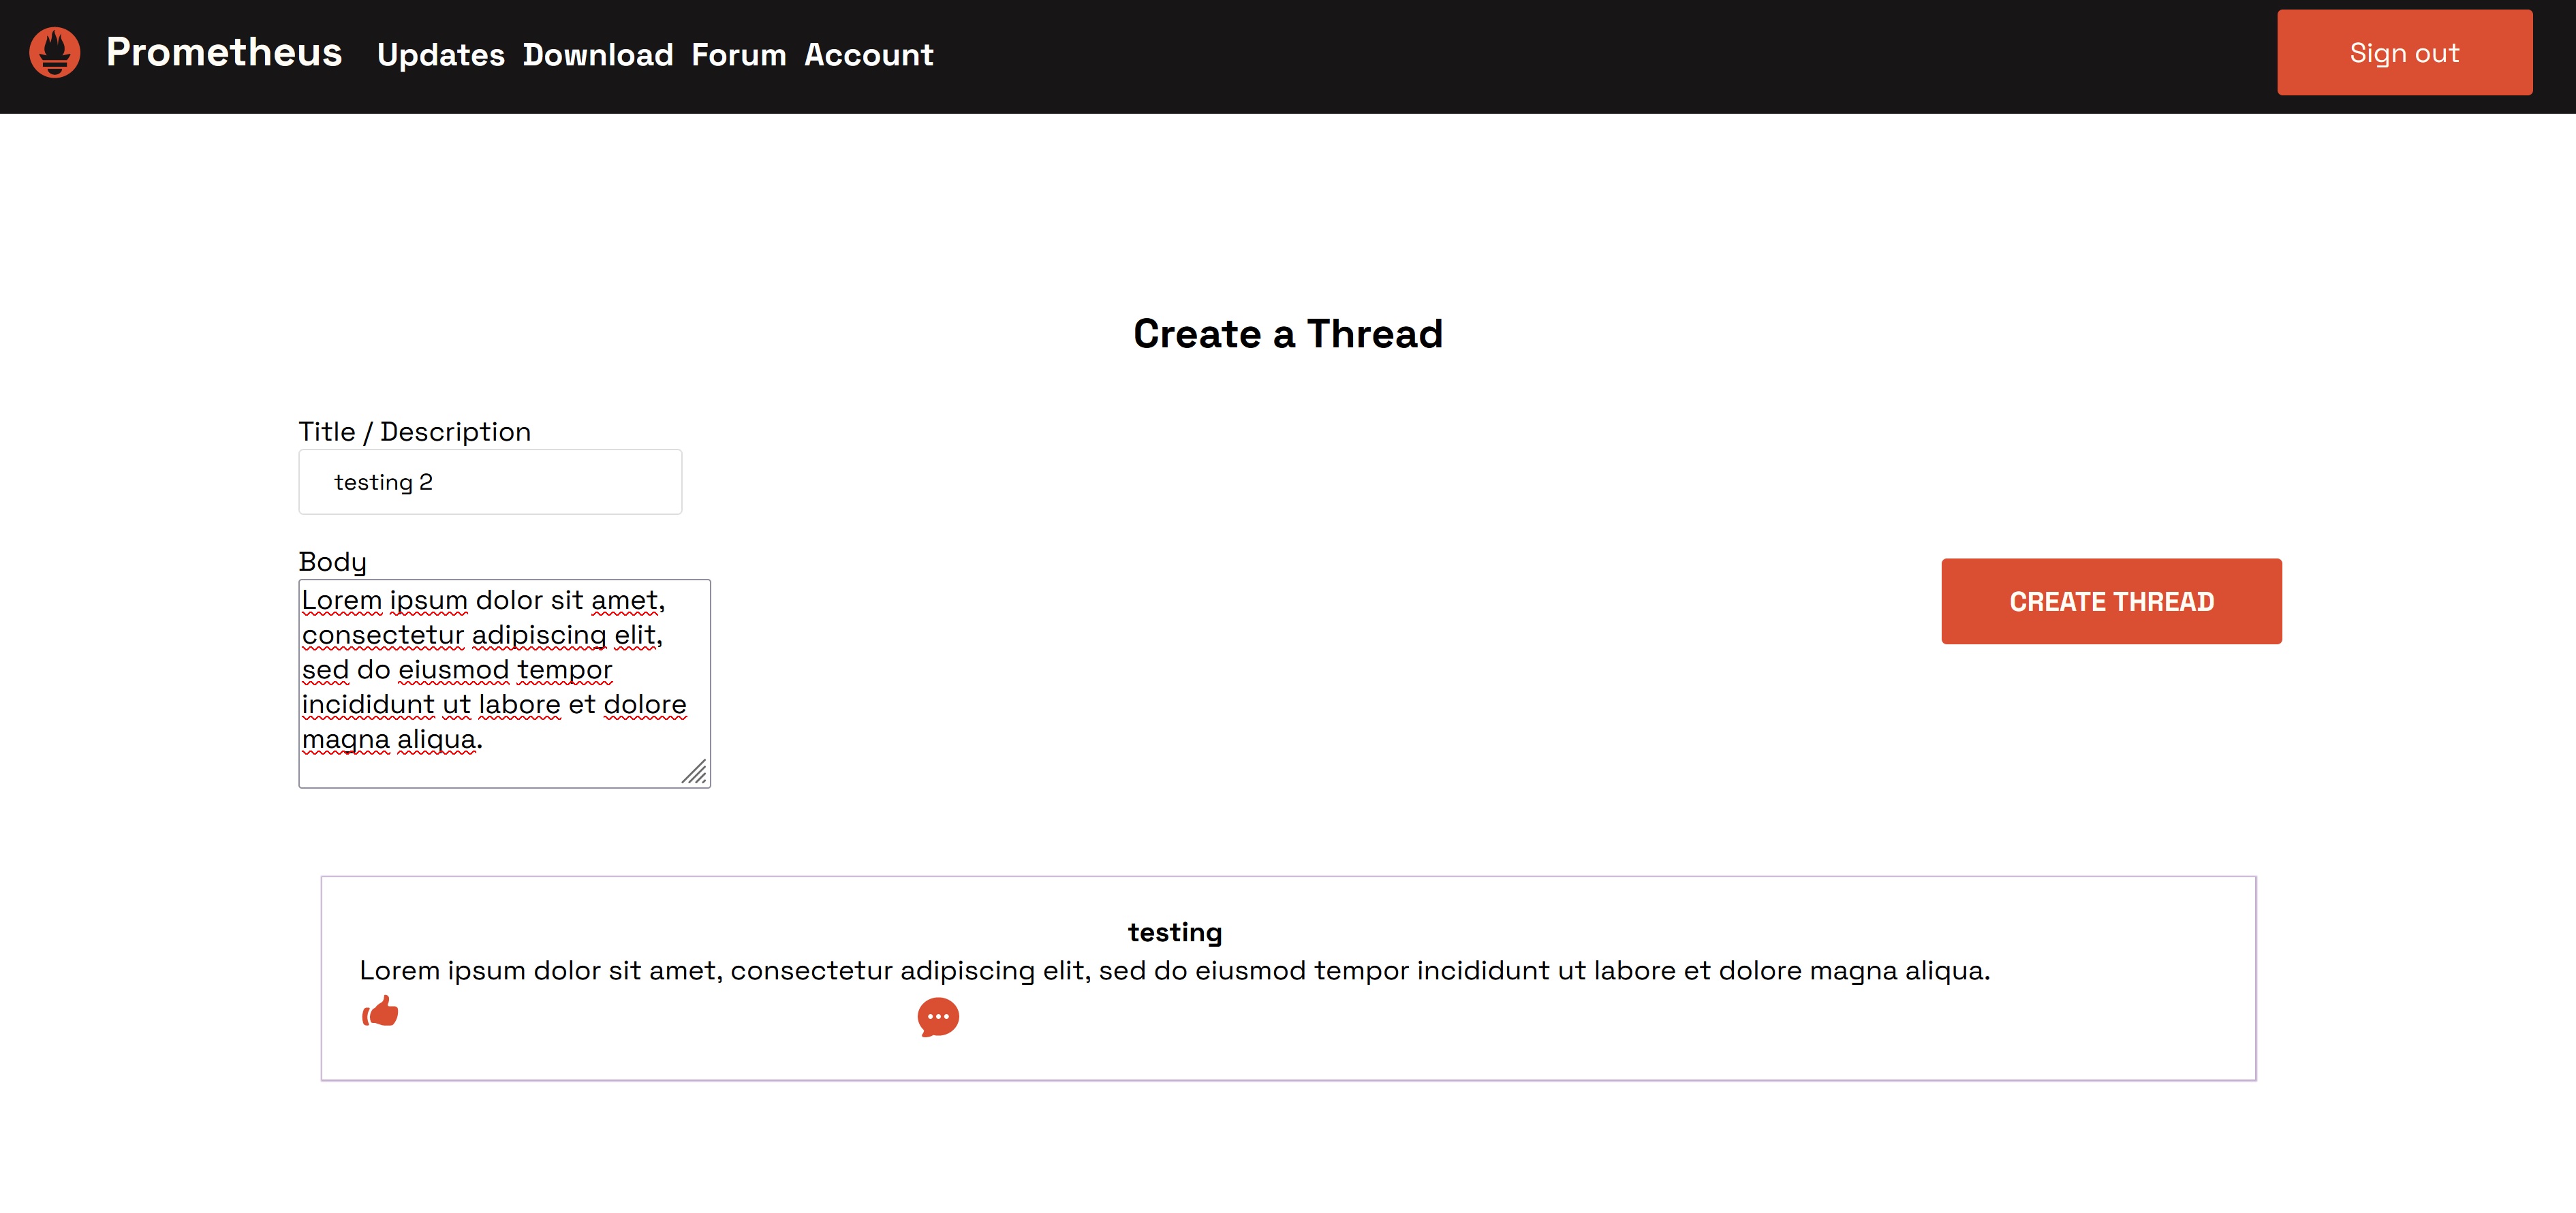 Prometheus Updates Download Forum Account Sign out
Create a Thread
Title / Description
testing 2
Body
Lorem ipsum dolor sit amet,
consectetur adipiscing elit,
sed do eiusmod tempor
incididunt ut labore et dolore
magna aliqua.
CREATE THREAD
testing
Lorem ipsum dolor sit amet, consectetur adipiscing elit, sed do eiusmod tempor incididunt ut labore et dolore magna aliqua.